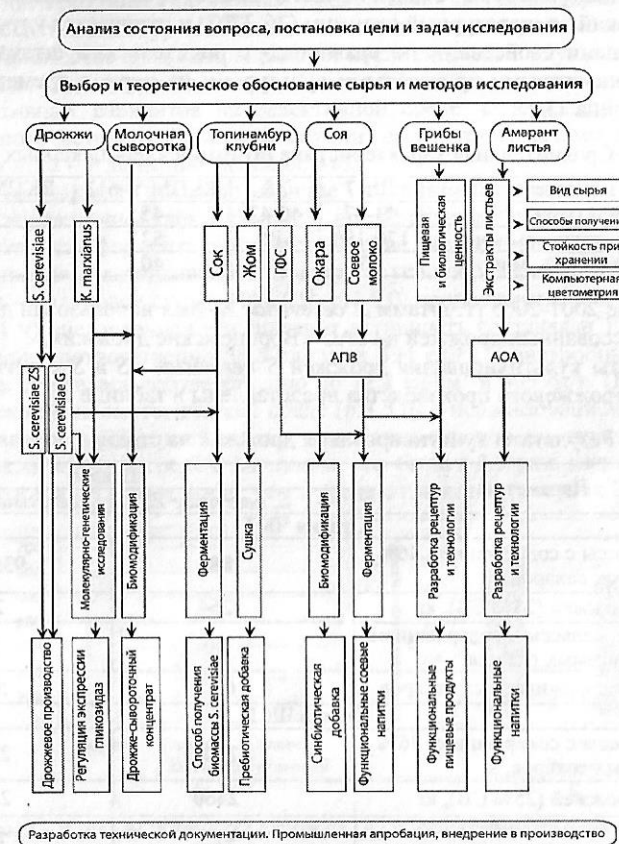 Анализ состояния вопроса, постановка цели и задач исследования
Выбор и теоретическое обоснование сырья и методов исследования
Дрожжи
Молочная
сыворотка
Топинамбур
клубни
Соя
Грибы
вешенка
Амарант
листья
S. cerevisiae
K. marxianus
Сок
Жом
ГФС
Окара
Соевое
молоко
Пищевая
и биологическая
ценность
Экстракция листьев
Вид сырья
Способы получени
Стойкость при
хранении
Компьютерная
цветометрия
S. cerevisiae ZS
S. cerevisiae G
АПВ
АОА
Молекулярно-генетические
исследования
Биомодификация
Ферментация
Сушка
Биомодификация
Ферментация
Разработка рецептур
и технологии
Разработка рецептур
и технологии
Дрожжевое производство
Регуляция экспрессии
гликозидаз
Дрожже-сывороточный
концентрат
Способ получения
биомассы S. cerevisiae
Пребиотическая добавка
Синбиотическая
добавка
Функциональные соевые
напитки
Функциональные
пищевые продукты
Функциональные
напитки
Разработка технической документации. Промышленная апробация, внедрение в производство